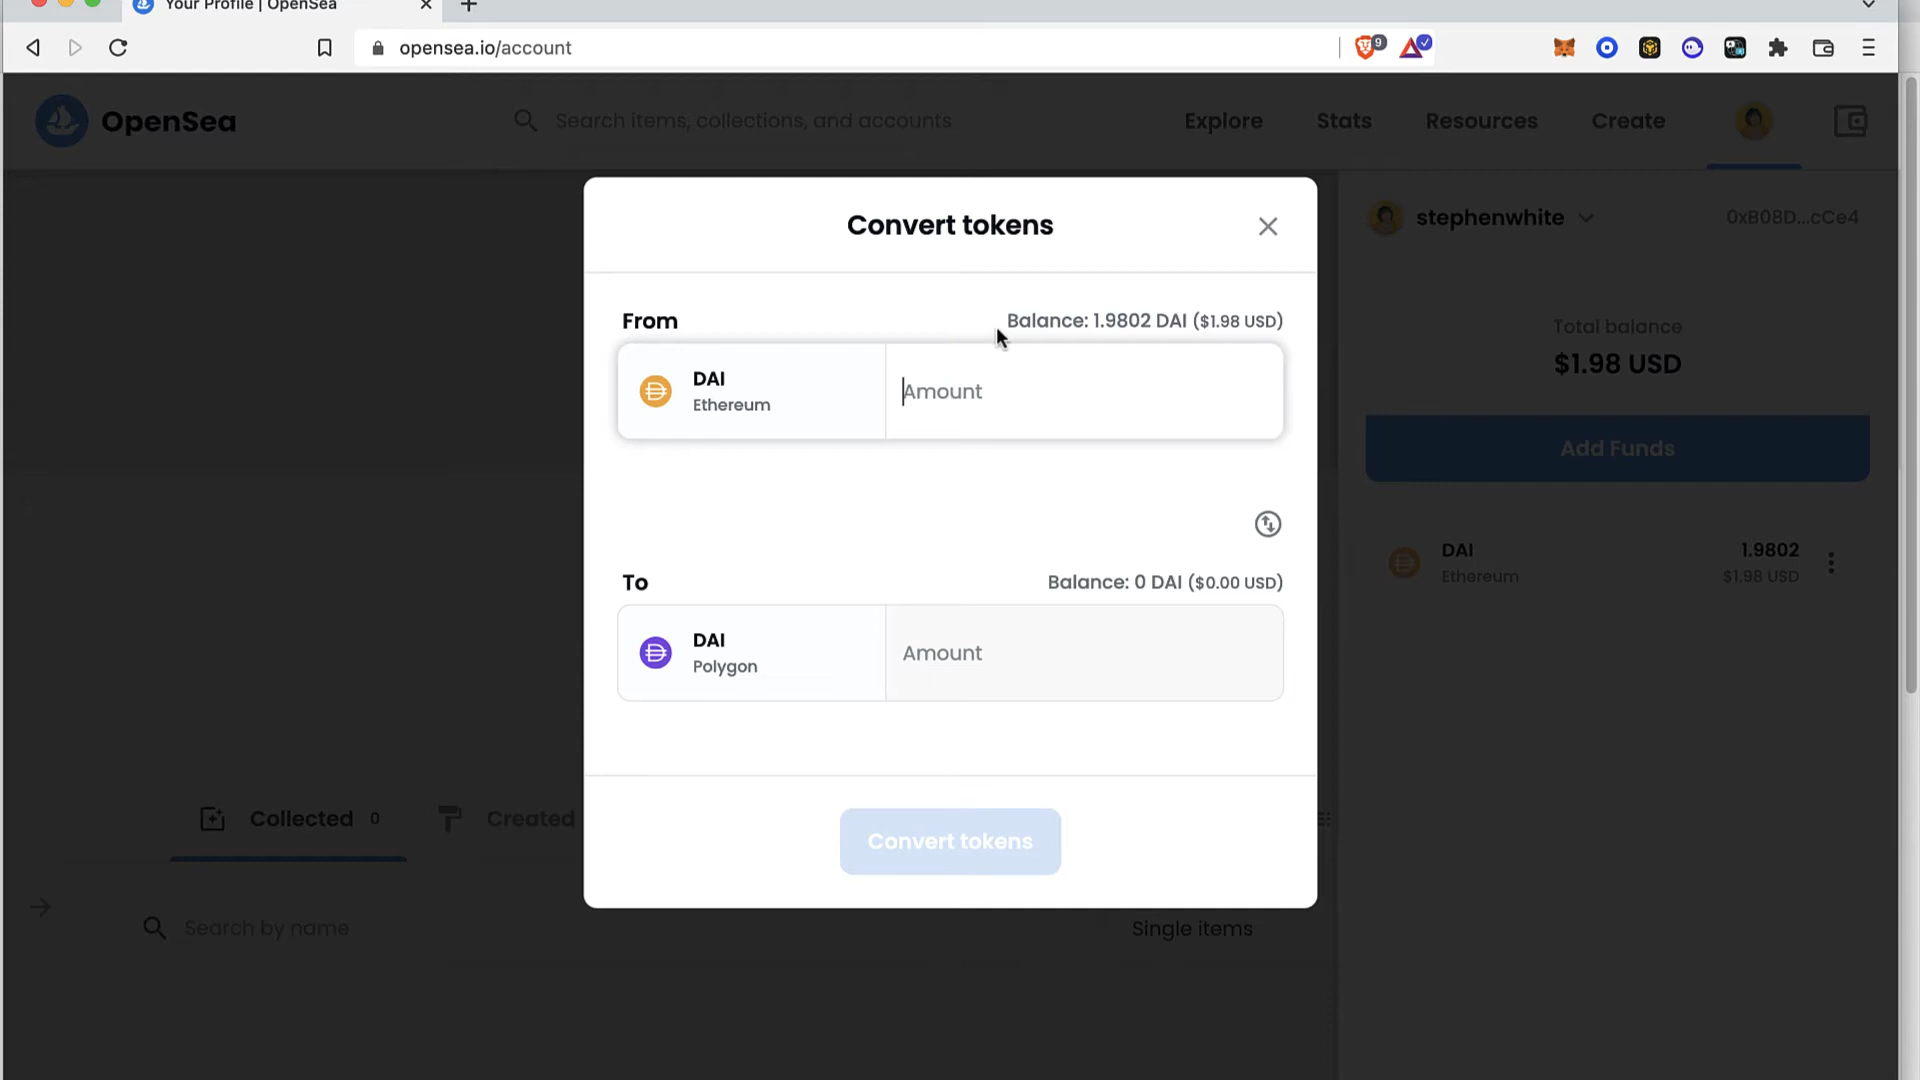 Your Profile | OpenSea
opensea.io/account
9
OpenSea
Search items, collections, and accounts
Explore
Stats
Resources
Create
Convert tokens
stephenwhite
0xB08D...cCe4
From
Balance: 1.9802 DAI ($1.98 USD)
DAI
Ethereum
Amount
Total balance
$1.98 USD
Add Funds
To
Balance: 0 DAI ($0.00 USD)
DAI
Polygon
Amount
DAI
Ethereum
1.9802
$1.98 USD
Collected 0
Created
Convert tokens
Search by name
Single items